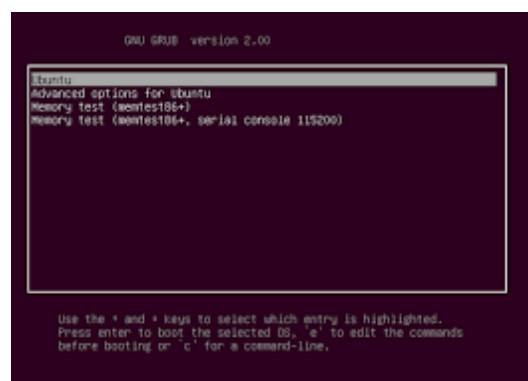 GNU GRUB version 2.00
Ubuntu
Advanced options for Ubuntu
Memory test (memtest86+)
Memory test (memtest86+, serial console 115200)
Use the ↑ and ↓ keys to select which entry is highlighted.
Press enter to boot the selected OS, `e' to edit the commands
before booting or `c' for a command-line.